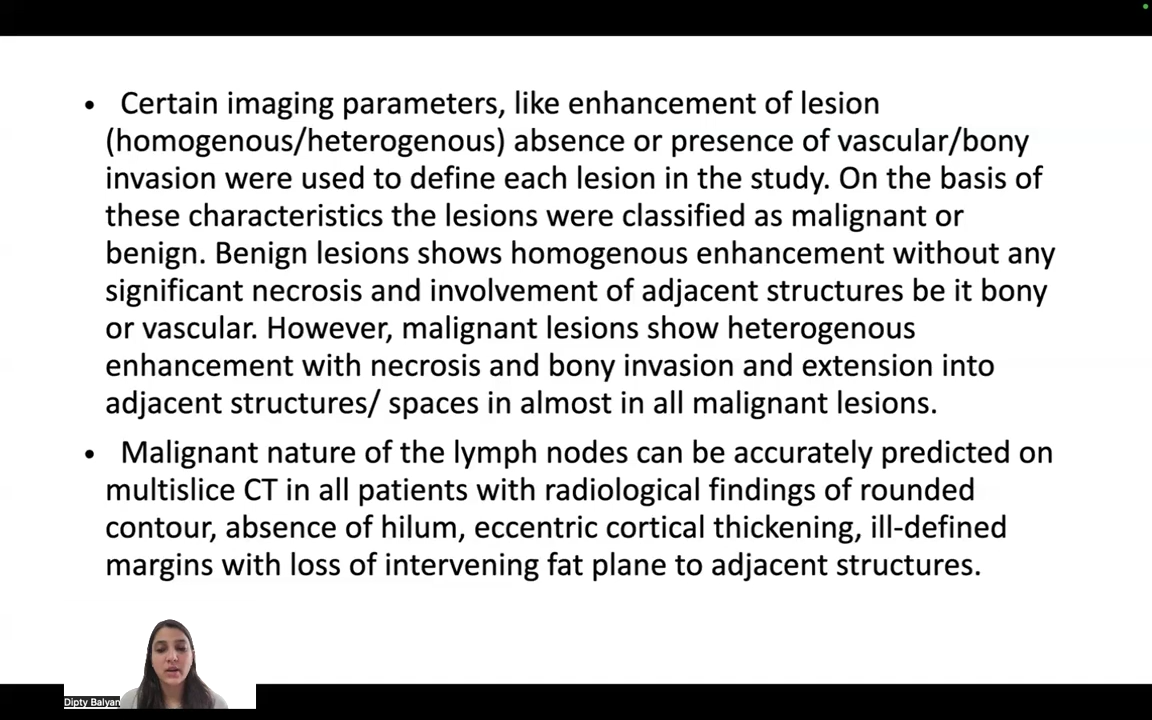 • Certain imaging parameters, like enhancement of lesion
(homogenous/heterogenous) absence or presence of vascular/bony
invasion were used to define each lesion in the study. On the basis of
these characteristics the lesions were classified as malignant or
benign. Benign lesions shows homogenous enhancement without any
significant necrosis and involvement of adjacent structures be it bony
or vascular. However, malignant lesions show heterogenous
enhancement with necrosis and bony invasion and extension into
adjacent structures/ spaces in almost in all malignant lesions.
• Malignant nature of the lymph nodes can be accurately predicted on
multislice CT in all patients with radiological findings of rounded
contour, absence of hilum, eccentric cortical thickening, ill-defined
margins with loss of intervening fat plane to adjacent structures.
Dipty Balyan